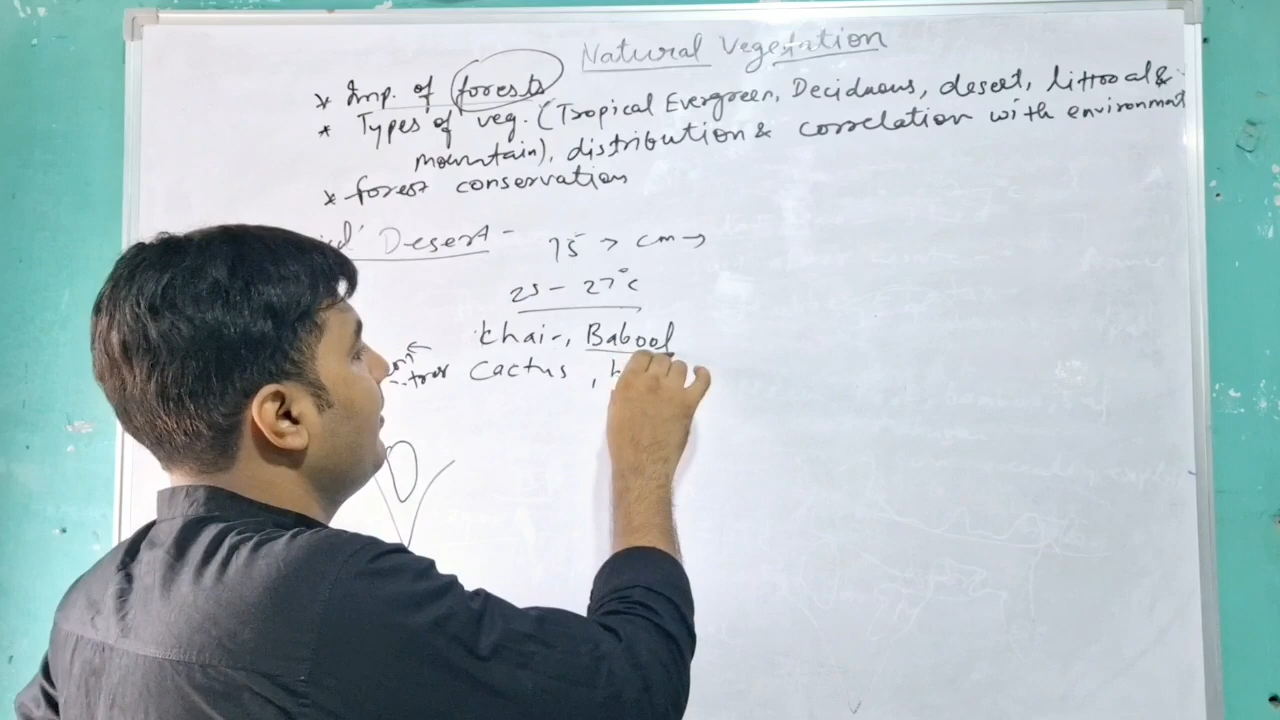 Natural Vegetation
* Imp. of forests
* Types of veg. (Tropical Evergreen, Deciduous, desert, littoral &
mountain), distribution & correlation with environment
* forest conservation
Desert -
75 > cm →
25 - 27°c
Khair, Babool
Cactus,